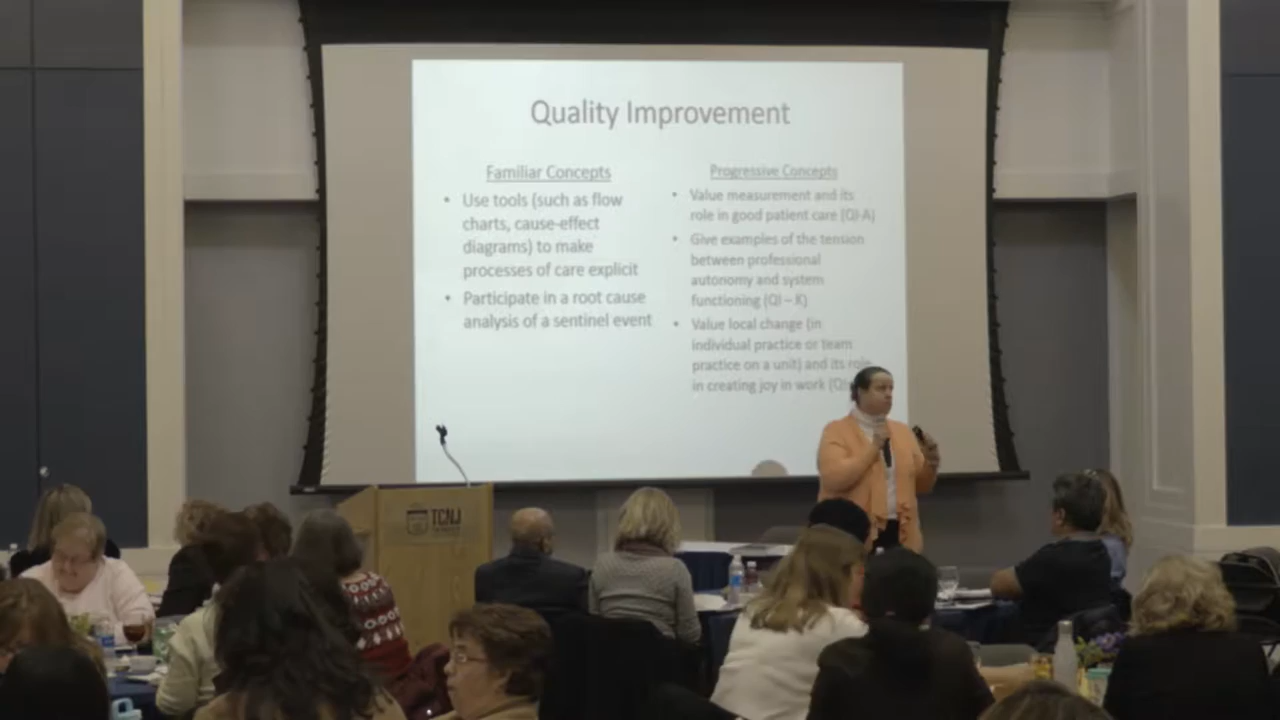 Quality Improvement
Familiar Concepts
• Use tools (such as flow
charts, cause-effect
diagrams) to make
processes of care explicit
• Participate in a root cause
analysis of a sentinel event
Progressive Concepts
• Value measurement and its
role in good patient care (QI-A)
• Give examples of the tension
between professional
autonomy and system
functioning (QI – K)
• Value local change (in
individual practice or team
practice on a unit) and its role
in creating joy in work
TCNJ